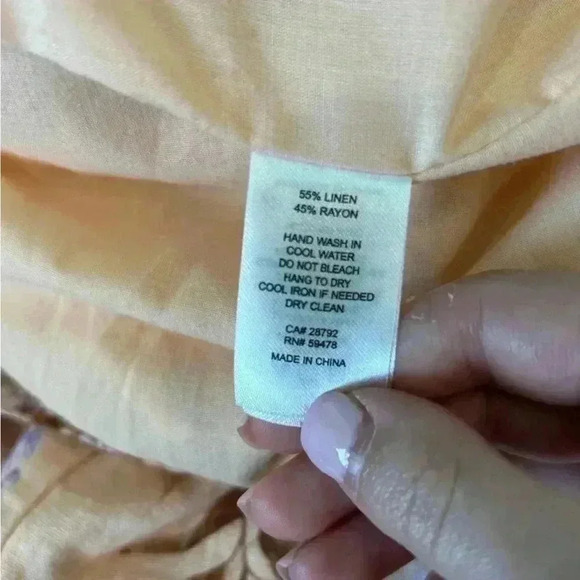 55% LINEN
45% RAYON
HAND WASH IN
COOL WATER
DO NOT BLEACH
HANG TO DRY
COOL IRON IF NEEDED
DRY CLEAN
CA# 28792
RN# 59478
MADE IN CHINA